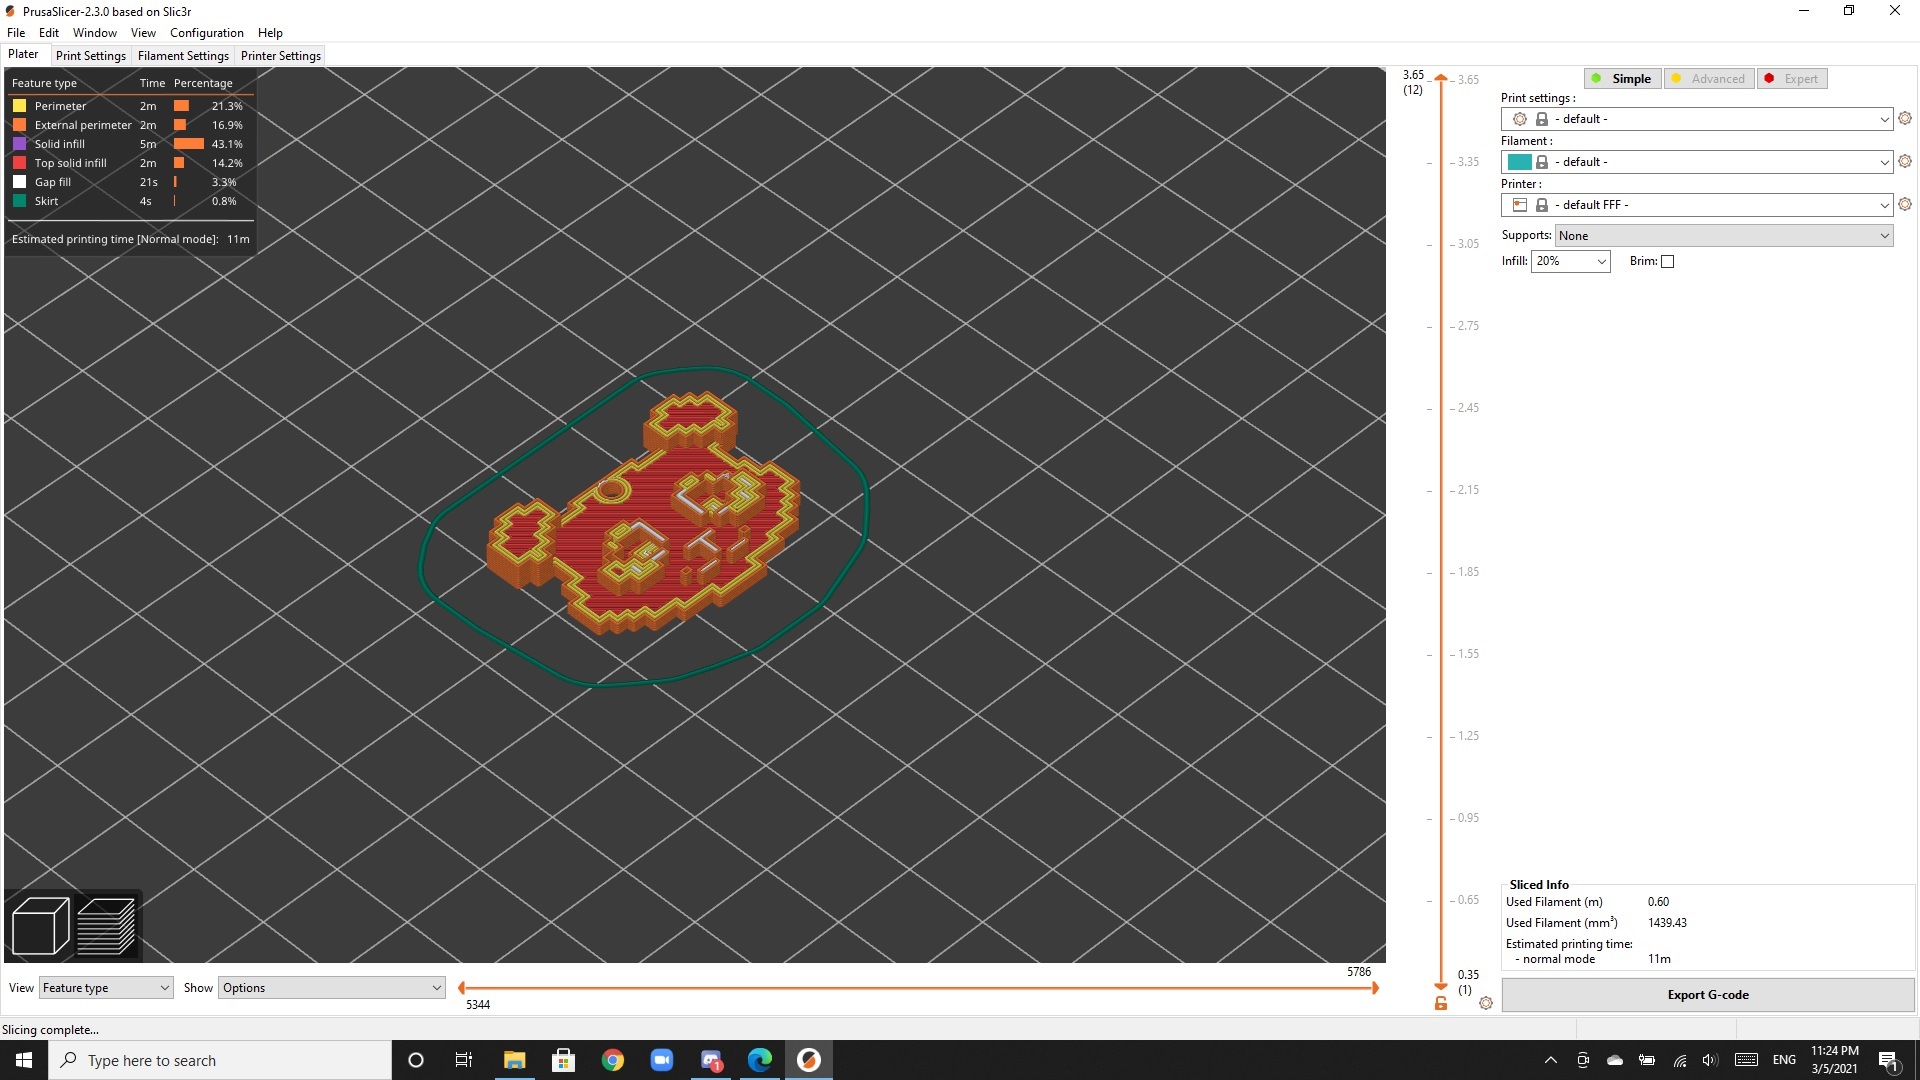 PrusaSlicer-2.3.0 based on Slic3r
File Edit Window View Configuration Help
Plater Print Settings Filament Settings Printer Settings
Feature type Time Percentage
Perimeter 2m 21.3%
External perimeter 2m 16.9%
Solid infill 5m 43.1%
Top solid infill 2m 14.2%
Gap fill 21s 3.3%
Skirt 4s 0.8%
Estimated printing time [Normal mode]: 11m
3.65
(12)
3.65
3.35
3.05
2.75
2.45
2.15
1.85
1.55
1.25
0.95
0.65
0.35
(1)
Simple Advanced Expert
Print settings :
- default -
Filament :
- default -
Printer :
- default FFF -
Supports: None
Infill: 20% Brim:
Sliced Info
Used Filament (m) 0.60
Used Filament (mm³) 1439.43
Estimated printing time:
- normal mode 11m
Export G-code
View Feature type Show Options
5786
5344
Slicing complete...
Type here to search
1
ENG
11:24 PM
3/5/2021
1